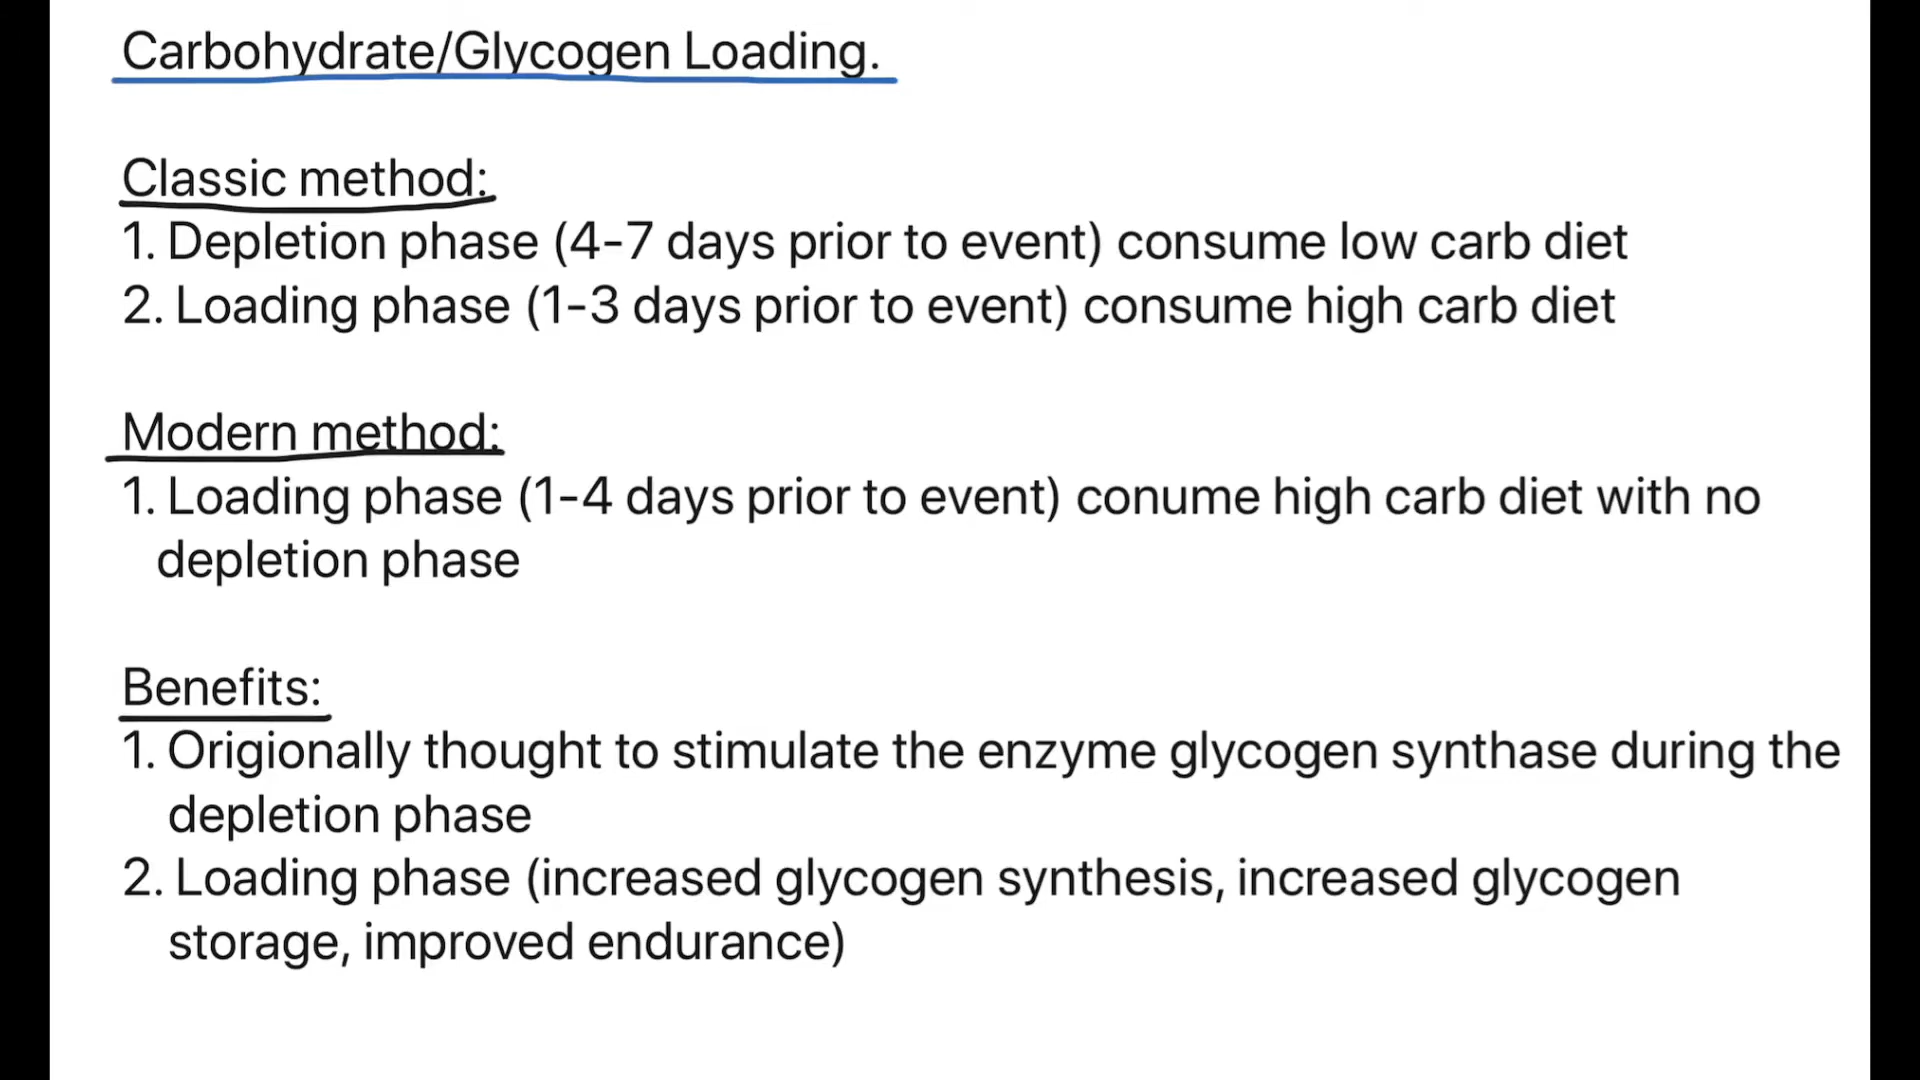 Carbohydrate/Glycogen Loading.
Classic method:
1. Depletion phase (4-7 days prior to event) consume low carb diet
2. Loading phase (1-3 days prior to event) consume high carb diet
Modern method:
1. Loading phase (1-4 days prior to event) conume high carb diet with no
depletion phase
Benefits:
1. Origionally thought to stimulate the enzyme glycogen synthase during the
depletion phase
2. Loading phase (increased glycogen synthesis, increased glycogen
storage, improved endurance)